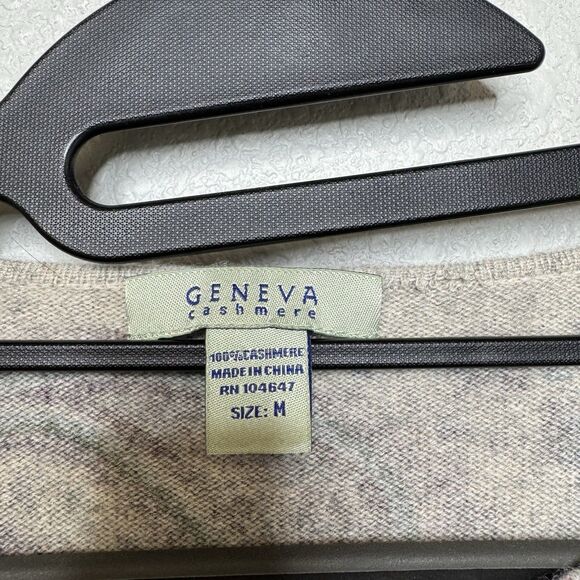 GENEVA
cashmere
100% CASHMERE
MADE IN CHINA
RN 104647
SIZE: M